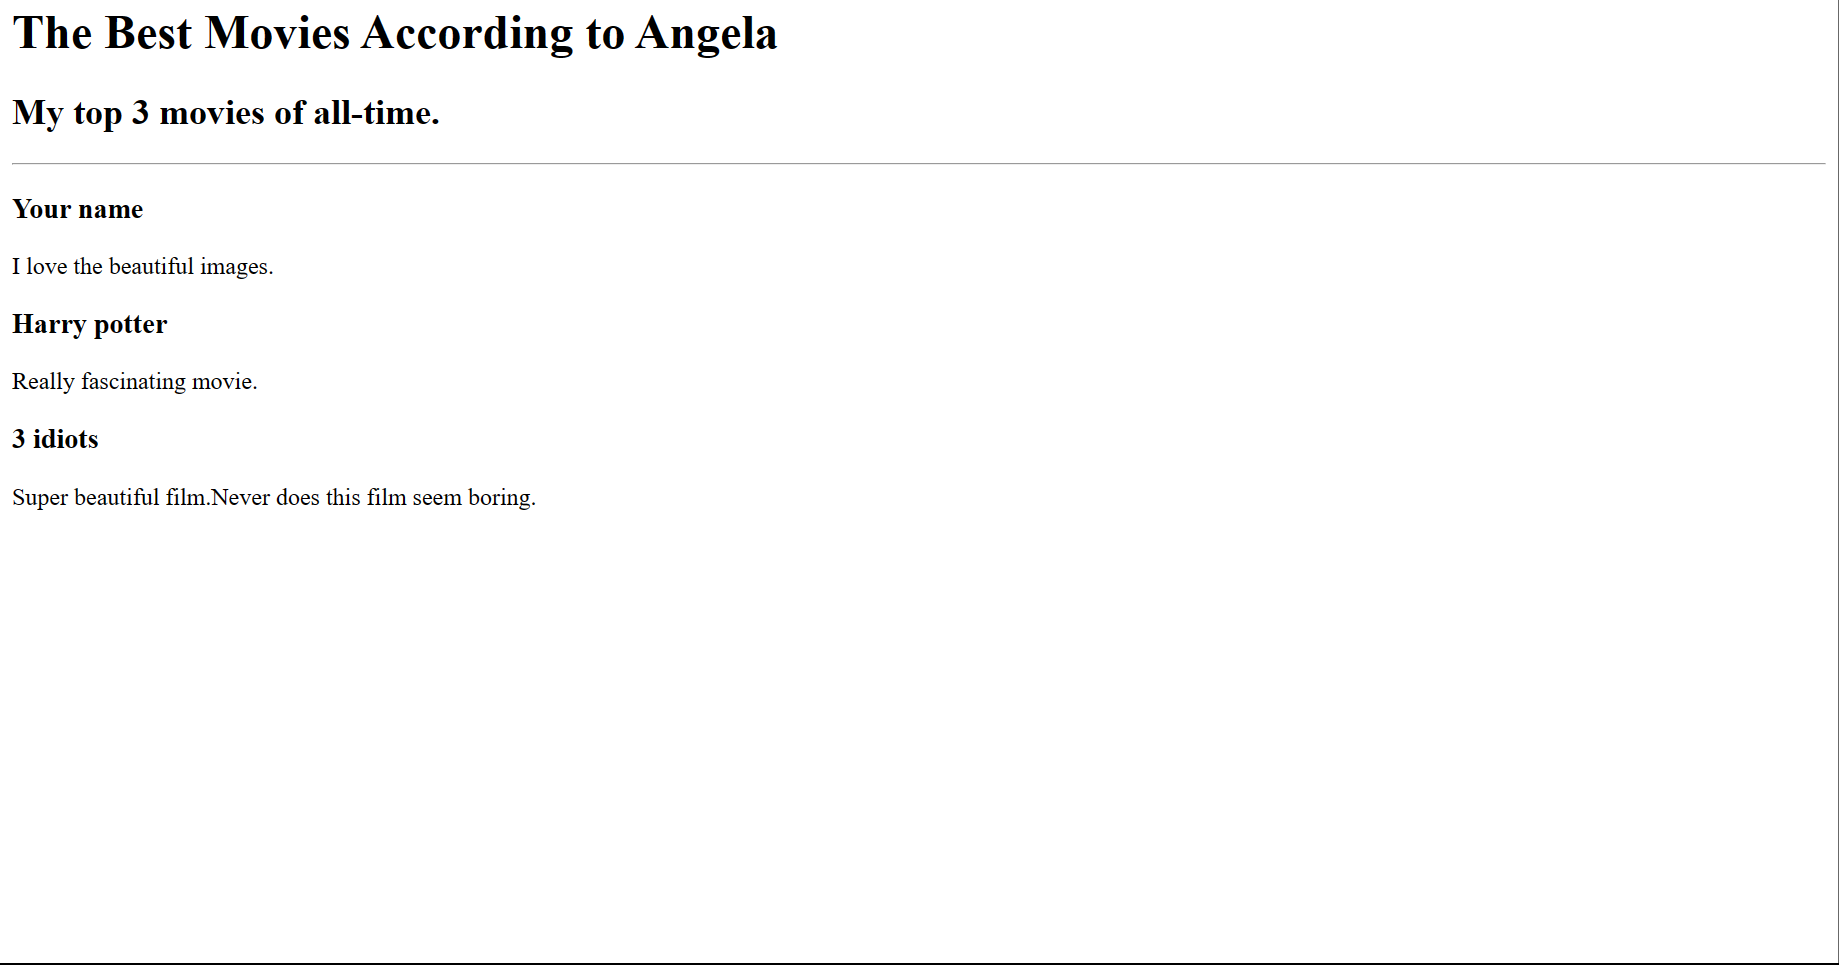 The Best Movies According to Angela
My top 3 movies of all-time.
Your name
I love the beautiful images.
Harry potter
Really fascinating movie.
3 idiots
Super beautiful film.Never does this film seem boring.